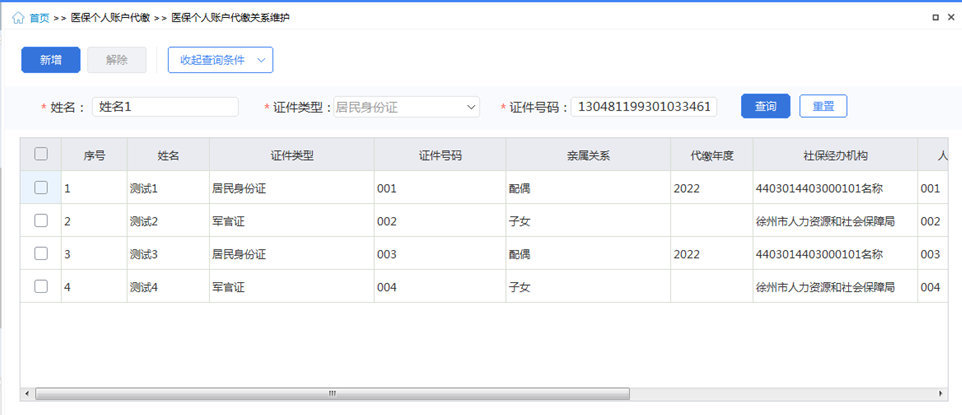 首页 >> 医保个人账户代缴 >> 医保个人账户代缴关系维护
新增 解除 收起查询条件
* 姓名： 姓名1 * 证件类型： 居民身份证 * 证件号码： 130481199301033461 查询 重置
序号 姓名 证件类型 证件号码 亲属关系 代缴年度 社保经办机构 人
1 测试1 居民身份证 001 配偶 2022 4403014403000101名称 001
2 测试2 军官证 002 子女 徐州市人力资源和社会保障局 002
3 测试3 居民身份证 003 配偶 2022 4403014403000101名称 003
4 测试4 军官证 004 子女 徐州市人力资源和社会保障局 004